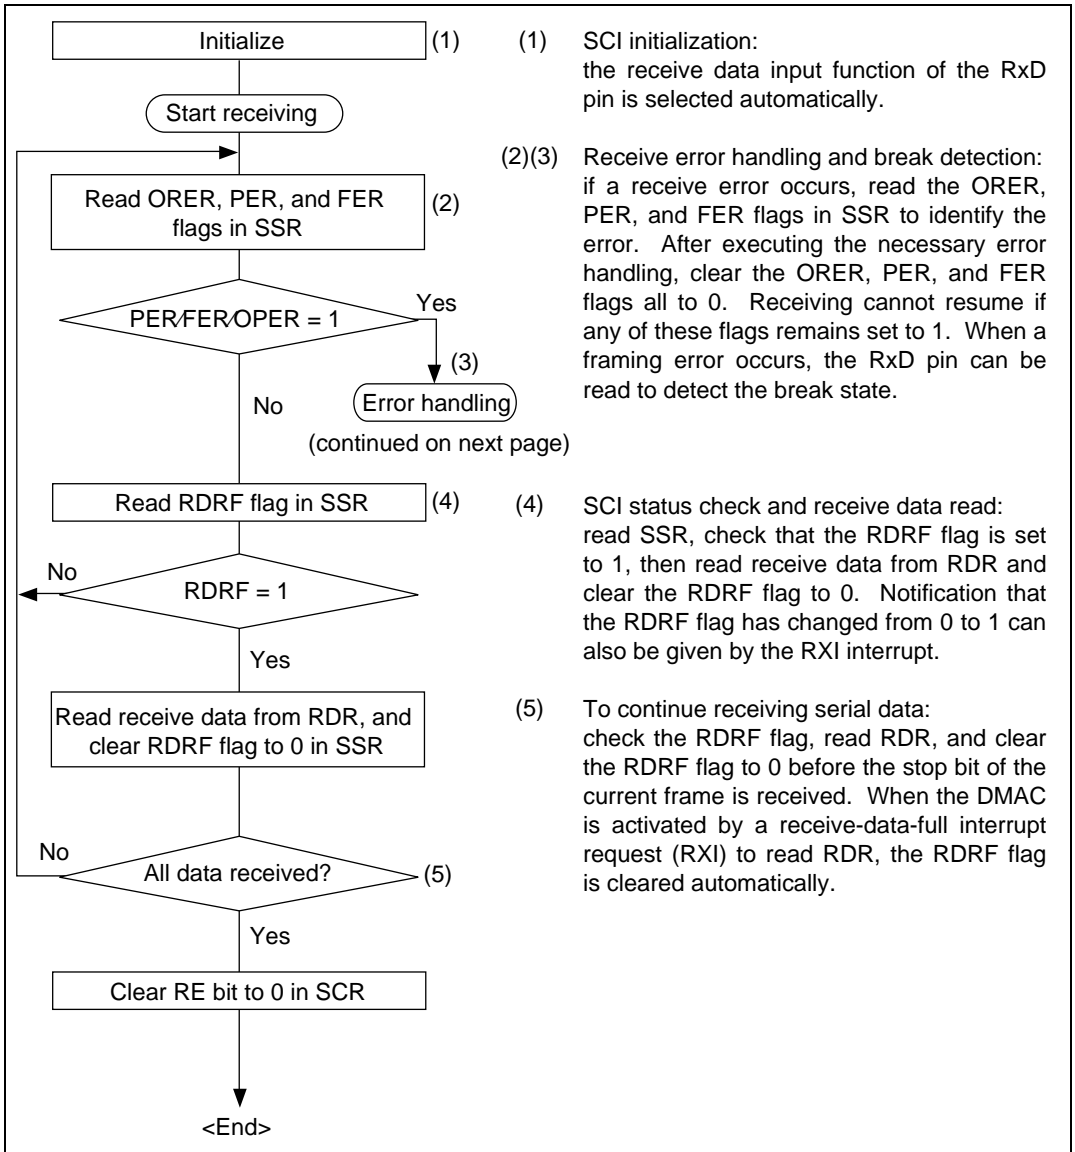 Initialize
(1)
Start receiving
Read ORER, PER, and FER
flags in SSR
(2)
PER∕FER∕OPER = 1
Yes
(3)
Error handling
(continued on next page)
No
Read RDRF flag in SSR
(4)
No
RDRF = 1
Yes
Read receive data from RDR, and
clear RDRF flag to 0 in SSR
No
All data received?
(5)
Yes
Clear RE bit to 0 in SCR
<End>
(1) SCI initialization:
the receive data input function of the RxD
pin is selected automatically.
(2)(3) Receive error handling and break detection:
if a receive error occurs, read the ORER,
PER, and FER flags in SSR to identify the
error. After executing the necessary error
handling, clear the ORER, PER, and FER
flags all to 0. Receiving cannot resume if
any of these flags remains set to 1. When a
framing error occurs, the RxD pin can be
read to detect the break state.
(4) SCI status check and receive data read:
read SSR, check that the RDRF flag is set
to 1, then read receive data from RDR and
clear the RDRF flag to 0. Notification that
the RDRF flag has changed from 0 to 1 can
also be given by the RXI interrupt.
(5) To continue receiving serial data:
check the RDRF flag, read RDR, and clear
the RDRF flag to 0 before the stop bit of the
current frame is received. When the DMAC
is activated by a receive-data-full interrupt
request (RXI) to read RDR, the RDRF flag
is cleared automatically.